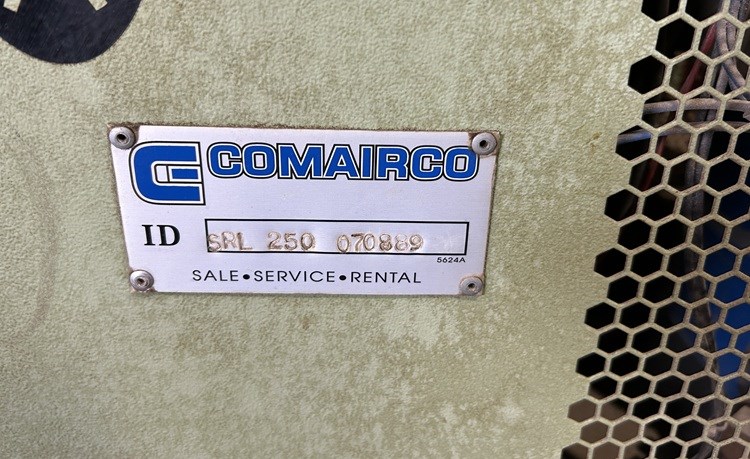 COMAIRCO
ID SRL 250 070889
5624A
SALE•SERVICE•RENTAL